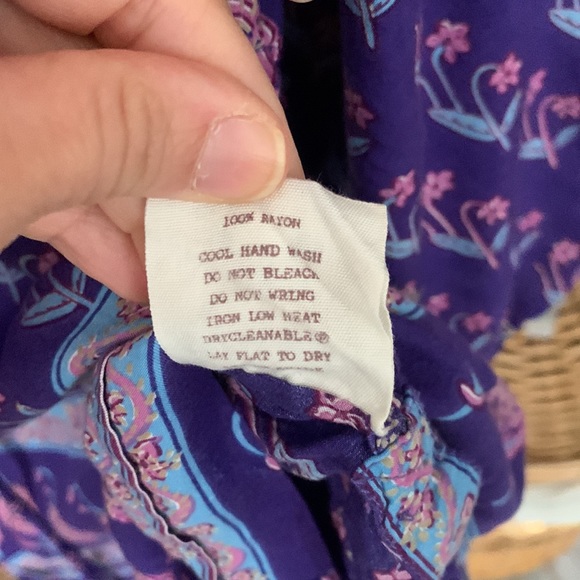 100% RAYON
COOL HAND WASH
DO NOT BLEACH
DO NOT WRING
IRON LOW HEAT
DRYCLEANABLE Ⓟ
LAY FLAT TO DRY